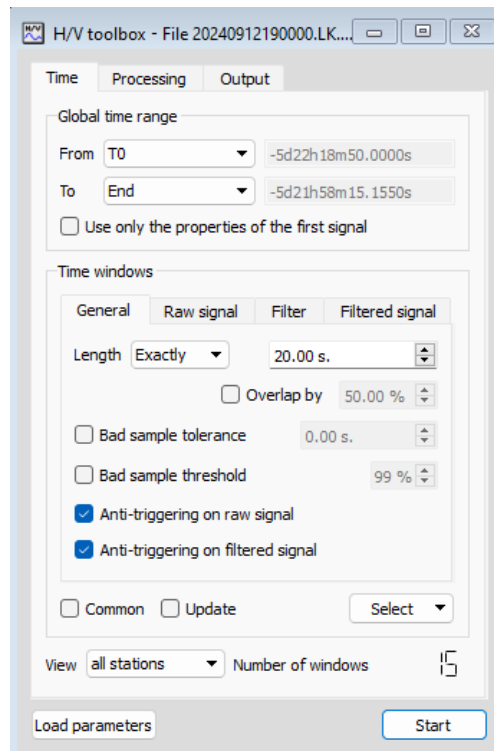 H/V toolbox - File 20240912190000.LK....
Time Processing Output
Global time range
From T0 -5d22h18m50.0000s
To End -5d21h58m15.1550s
Use only the properties of the first signal
Time windows
General Raw signal Filter Filtered signal
Length Exactly 20.00 s.
Overlap by 50.00 %
Bad sample tolerance 0.00 s.
Bad sample threshold 99 %
Anti-triggering on raw signal
Anti-triggering on filtered signal
Common Update Select
View all stations Number of windows 15
Load parameters Start